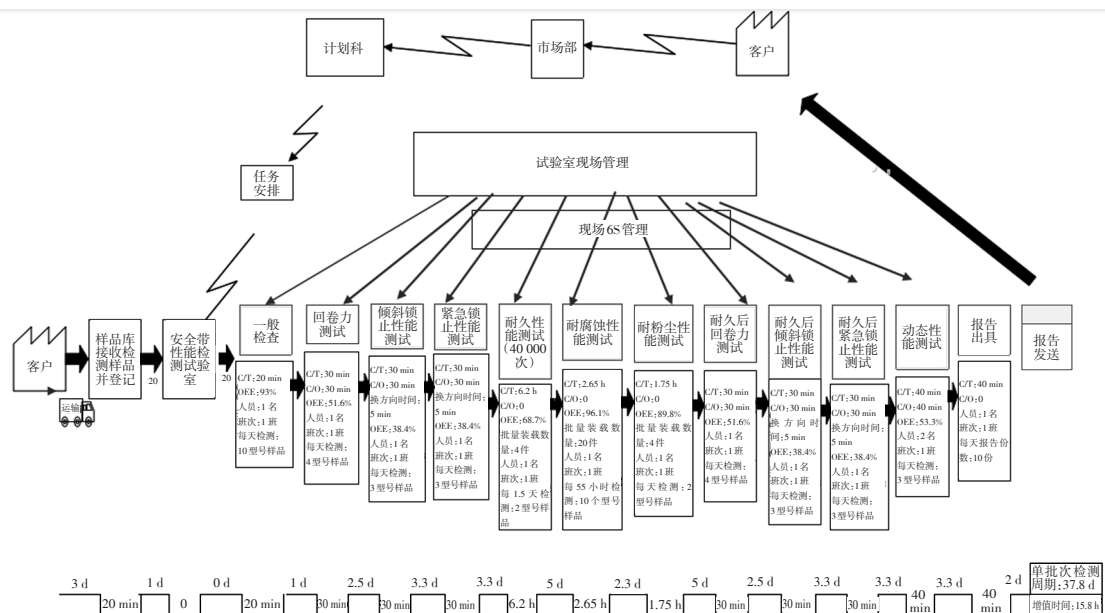 计划科
市场部
客户
试验室现场管理
任务
安排
现场6S管理
客户
运输
样品库
接收检
测样品
并登记
20
安全带
性能检
测试验
室
20
一般
检查
C/T:20 min
OEE:93%
人员:1名
班次:1班
每天检测:
10型号样品
回卷力
测试
C/T:30 min
C/O:30 min
OEE:51.6%
人员:1名
班次:1班
每天检测:
4型号样品
倾斜锁
止性能
测试
C/T:30 min
C/O:30 min
换方向时间:
5 min
OEE:38.4%
人员:1名
班次:1班
每天检测:
3型号样品
紧急锁
止性能
测试
C/T:30 min
C/O:30 min
换方向时间:
5 min
OEE:38.4%
人员:1名
班次:1班
每天检测:
3型号样品
耐久性
能测试
(40 000
次)
C/T:6.2 h
C/O:0
OEE:68.7%
批量装载数
量:4件
人员:1名
班次:1班
每1.5天检
测:2型号样
品
耐腐蚀性
能测试
C/T:2.65 h
C/O:0
OEE:96.1%
批量装载数
量:20件
人员:1名
班次:1班
每55小时检
测:10个型号
样品
耐粉尘性
能测试
C/T:1.75 h
C/O:0
OEE:89.8%
批量装载数
量:4件
人员:1名
班次:1班
每天检测:2
型号样品
耐久后
回卷力
测试
C/T:30 min
C/O:30 min
OEE:51.6%
人员:1名
班次:1班
每天检测:
4型号样品
耐久后
倾斜锁
止性能
测试
C/T:30 min
C/O:30 min
换方向时
间:5 min
OEE:38.4%
人员:1名
班次:1班
每天检测:
3型号样品
耐久后
紧急锁
止性能
测试
C/T:30 min
C/O:30 min
换方向时间:
5 min
OEE:38.4%
人员:1名
班次:1班
每天检测:
3型号样品
动态性
能测试
C/T:40 min
C/O:40 min
OEE:53.3%
人员:2名
班次:1班
每天检测:
3型号样品
报告
出具
C/T:40 min
C/O:0
人员:1名
班次:1班
每天报告份
数:10份
报告
发送
3 d 1 d 0 d 1 d 2.5 d 3.3 d 3.3 d 5 d 2.3 d 5 d 2.5 d 3.3 d 3.3 d 3.3 d 2 d
20 min 0 20 min 30 min 30 min 30 min 6.2 h 2.65 h 1.75 h 30 min 30 min 30 min 40 min 40 min
单批次检测
周期:37.8 d
增值时间:15.8 h